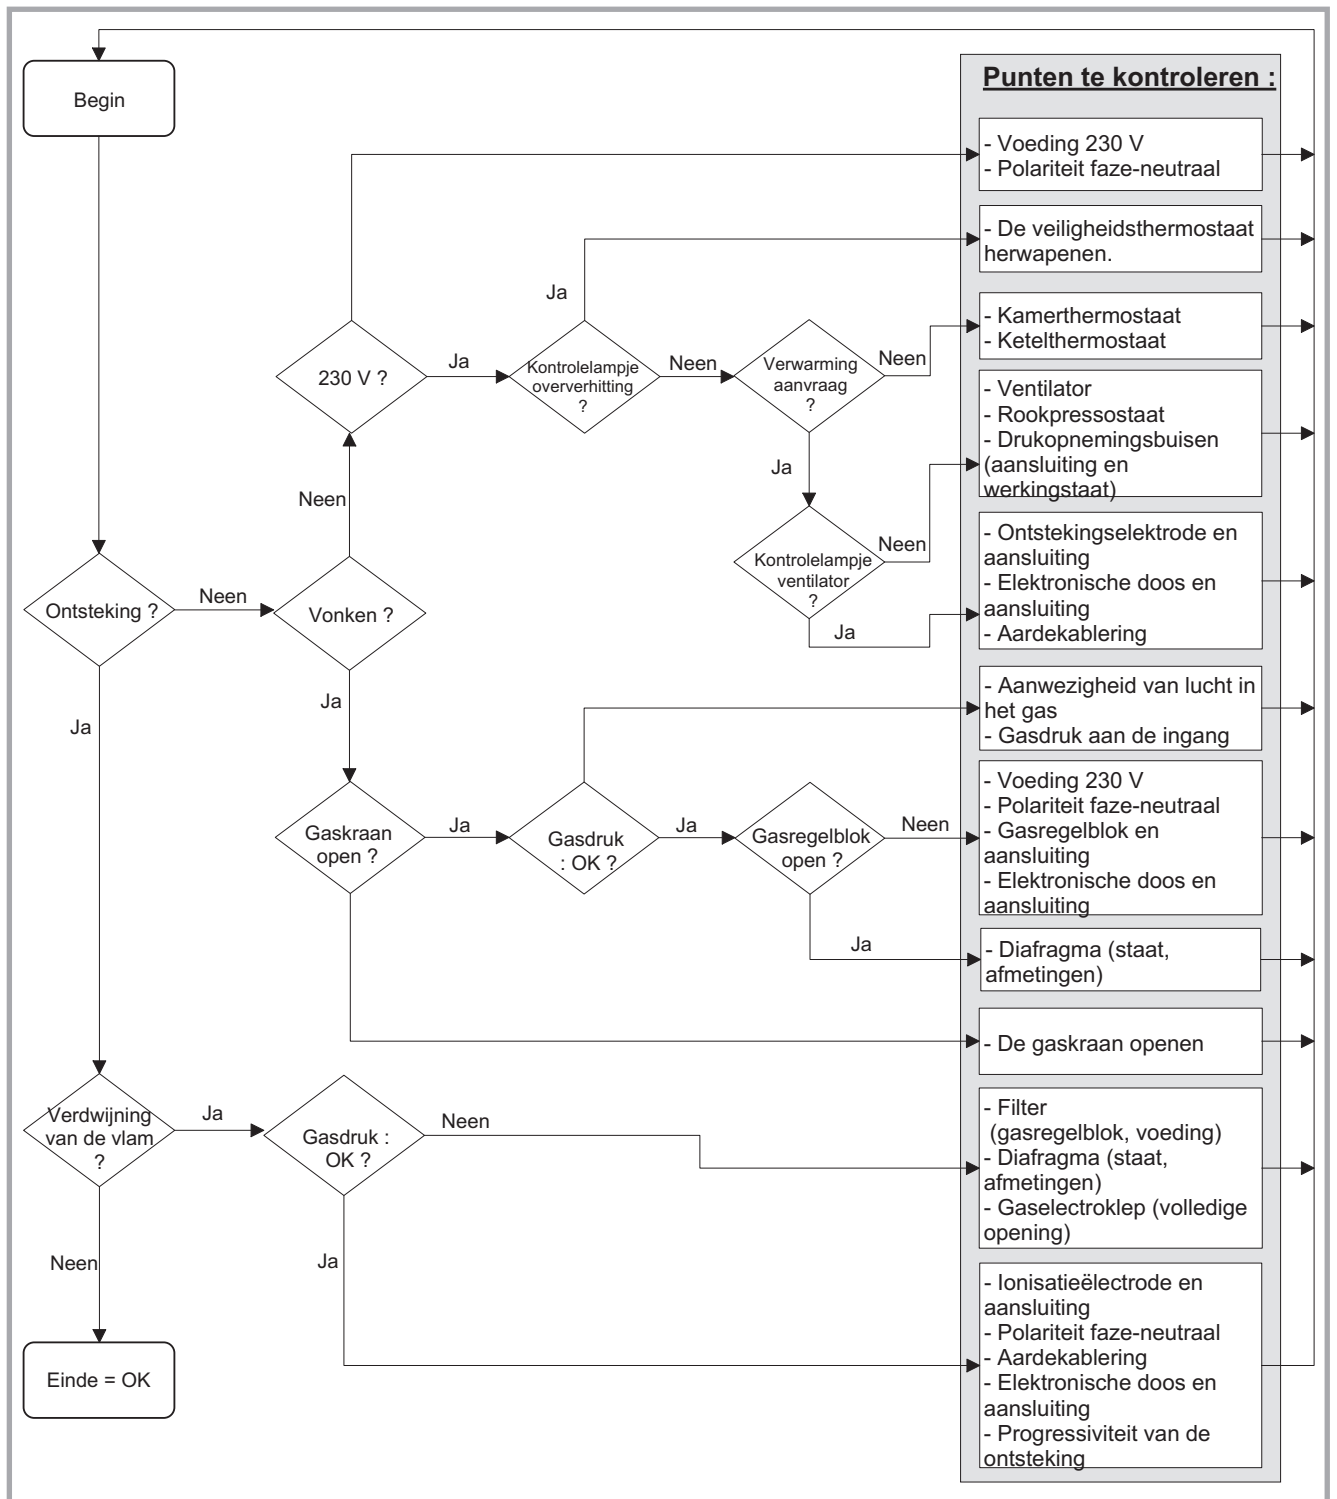 Begin
Punten te kontroleren :
- Voeding 230 V
- Polariteit faze-neutraal
- De veiligheidsthermostaat
herwapenen.
Ja
- Kamerthermostaat
- Ketelthermostaat
230 V ?
Ja
Kontrolelampje
oververhitting
?
Neen
Verwarming
aanvraag
?
Neen
- Ventilator
- Rookpressostaat
- Drukopnemingsbuisen
(aansluiting en
werkingstaat)
Ja
Neen
Kontrolelampje
ventilator
?
Neen
Ja
- Ontstekingselektrode en
aansluiting
- Elektronische doos en
aansluiting
- Aardekablering
Ontsteking ?
Neen
Vonken ?
Ja
Ja
- Aanwezigheid van lucht in
het gas
- Gasdruk aan de ingang
Gaskraan
open ?
Ja
Gasdruk
: OK ?
Ja
Gasregelblok
open ?
Neen
- Voeding 230 V
- Polariteit faze-neutraal
- Gasregelblok en
aansluiting
- Elektronische doos en
aansluiting
Ja
- Diafragma (staat,
afmetingen)
- De gaskraan openen
Verdwijning
van de vlam
?
Ja
Gasdruk :
OK ?
Neen
- Filter
(gasregelblok, voeding)
- Diafragma (staat,
afmetingen)
- Gaselectroklep (volledige
opening)
Neen
Ja
- Ionisatieëlectrode en
aansluiting
- Polariteit faze-neutraal
- Aardekablering
- Elektronische doos en
aansluiting
- Progressiviteit van de
ontsteking
Einde = OK